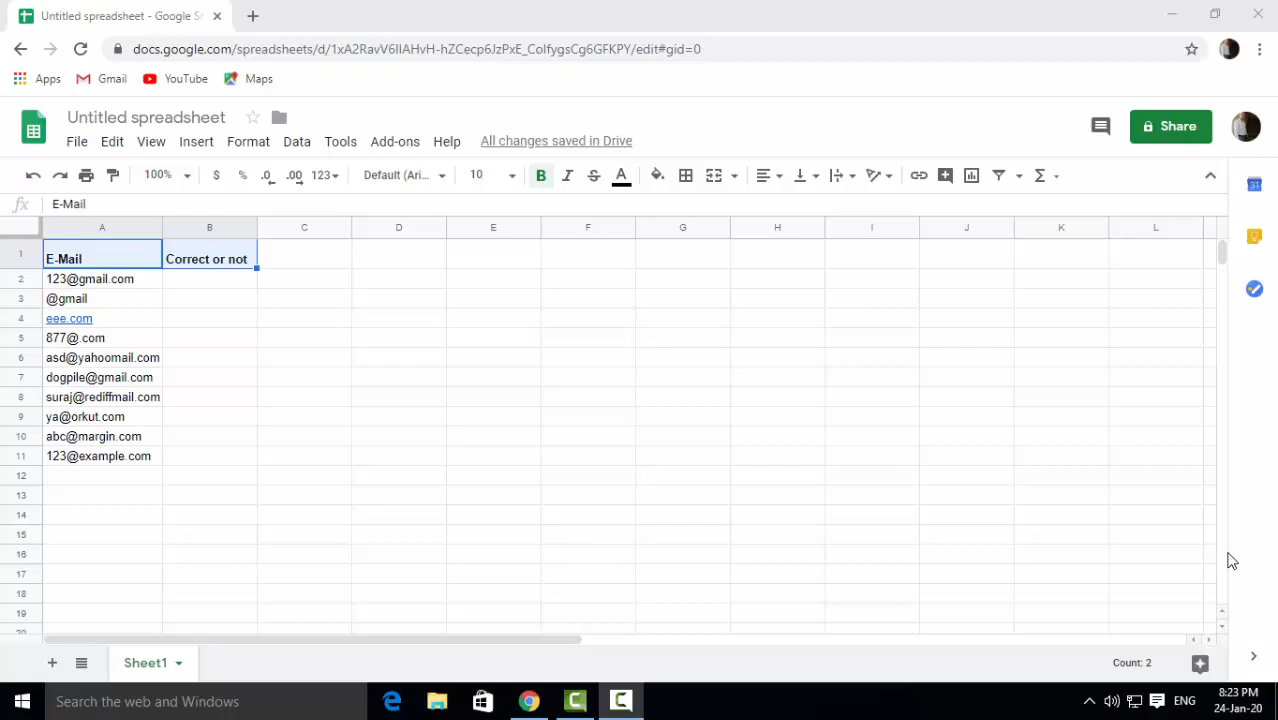 Untitled spreadsheet - Google S
docs.google.com/spreadsheets/d/1xA2RavV6IIAHvH-hZCecp6JzPxE_CoIfygsCg6GFKPY/edit#gid=0
Apps Gmail YouTube Maps
Untitled spreadsheet
File Edit View Insert Format Data Tools Add-ons Help All changes saved in Drive
Share
100% $ % .0 .00 123 Default (Ari... 10 B I S A
fx E-Mail
A B C D E F G H I J K L
1 E-Mail Correct or not
2 123@gmail.com
3 @gmail
4 eee.com
5 877@.com
6 asd@yahoomail.com
7 dogpile@gmail.com
8 suraj@rediffmail.com
9 ya@orkut.com
10 abc@margin.com
11 123@example.com
12
13
14
15
16
17
18
19
20
Sheet1 Count: 2
Search the web and Windows
ENG
8:23 PM
24-Jan-20
31